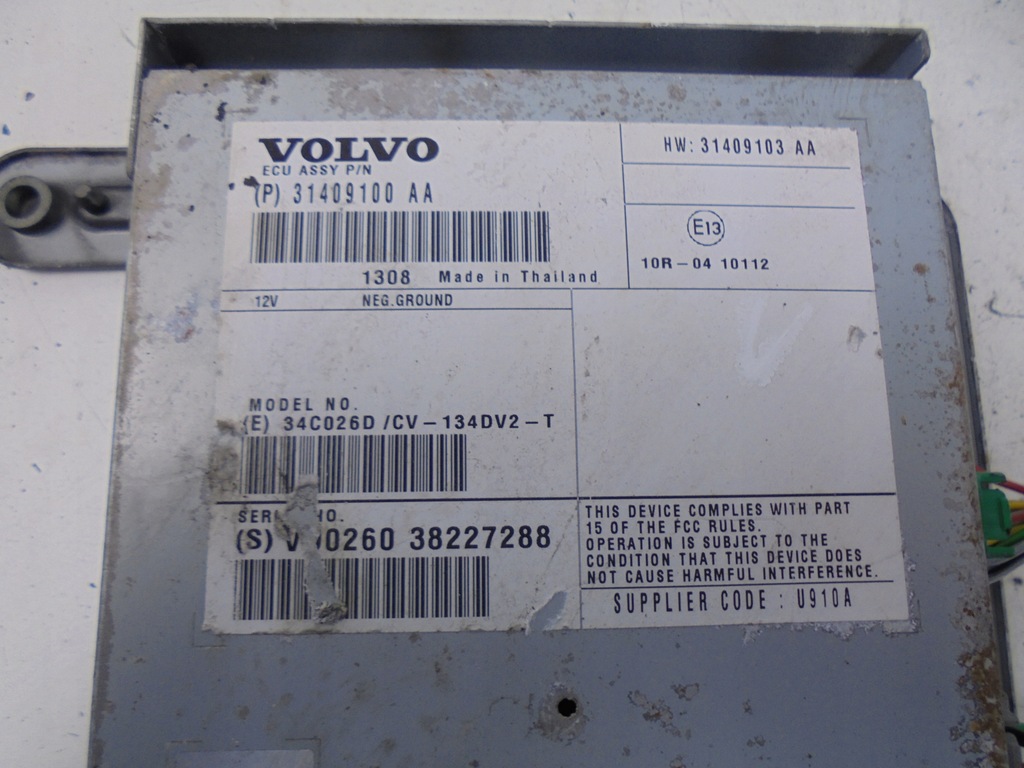 VOLVO
ECU ASSY P/N
(P) 31409100 AA
1308 Made in Thailand
HW: 31409103 AA
E13
10R-04 10112
12V NEG.GROUND
MODEL NO.
(E) 34C026D /CV-134DV2-T
NO.
(S) 38227288
THIS DEVICE COMPLIES WITH PART
15 OF THE FCC RULES.
OPERATION IS SUBJECT TO THE
CONDITION THAT THIS DEVICE DOES
NOT CAUSE HARMFUL INTERFERENCE.
SUPPLIER CODE : U910A